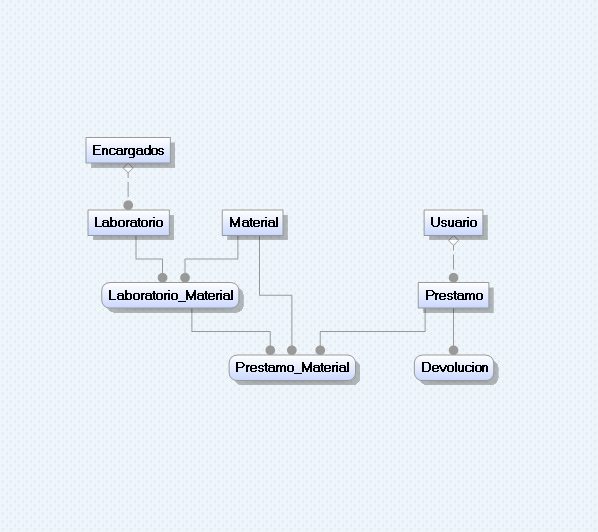 Encargados
Laboratorio
Material
Usuario
Laboratorio_Material
Prestamo
Prestamo_Material
Devolucion